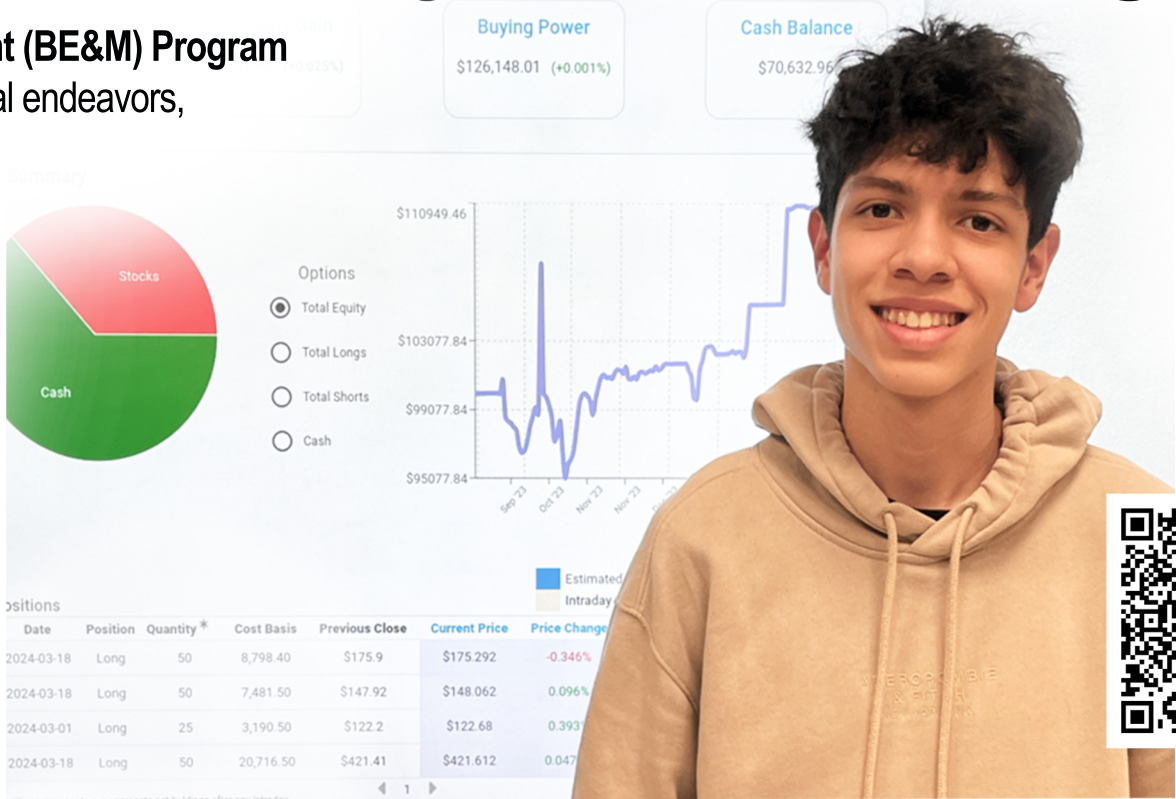 Buying Power
Cash Balance
t (BE&M) Program
$126,148.01 (+0.001%)
$70,632.96
al endeavors,
Summary
Stocks
Cash
Options
Total Equity
Total Longs
Total Shorts
Cash
$110949.46
$103077.84
$99077.84
$95077.84
Sep '23
Oct '23
Nov '23
Nov '23
Estimated
Intraday
ositions
Date Position Quantity* Cost Basis Previous Close Current Price Price Change
2024-03-18 Long 50 8,798.40 $175.9 $175.292 -0.346%
2024-03-18 Long 50 7,481.50 $147.92 $148.062 0.096%
2024-03-01 Long 25 3,190.50 $122.2 $122.68 0.393
2024-03-18 Long 50 20,716.50 $421.41 $421.612 0.047
1